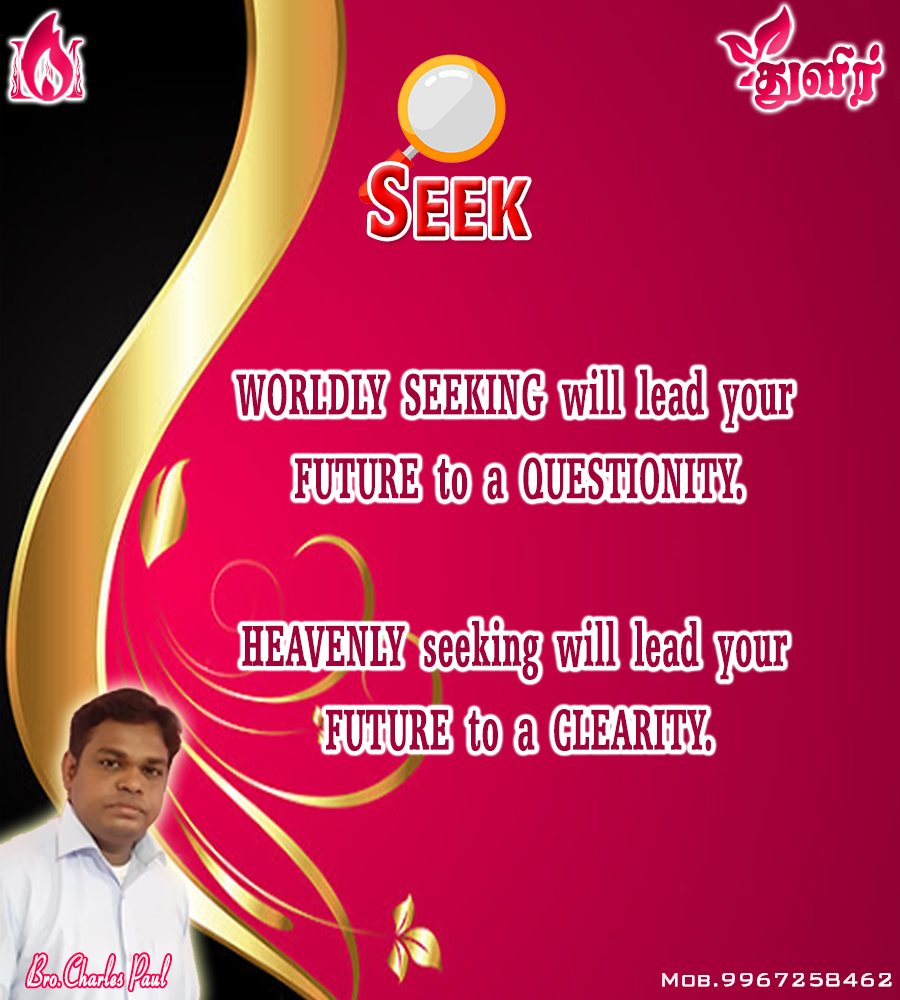 துளிர்
SEEK
WORLDLY SEEKING will lead your
FUTURE to a QUESTIONITY.
HEAVENLY seeking will lead your
FUTURE to a CLEARITY.
Bro.Charles Paul
MOB.9967258462